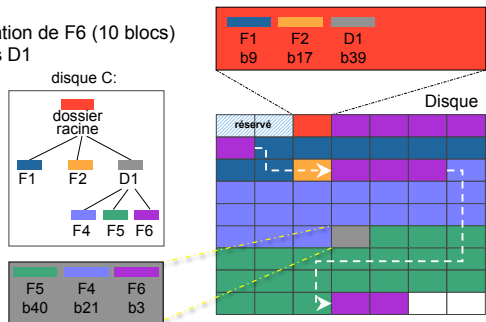 ation de F6 (10 blocs)
s D1
disque C:
dossier
racine
F1 F2 D1
F4 F5 F6
F5 F4 F6
b40 b21 b3
F1 F2 D1
b9 b17 b39
Disque
réservé